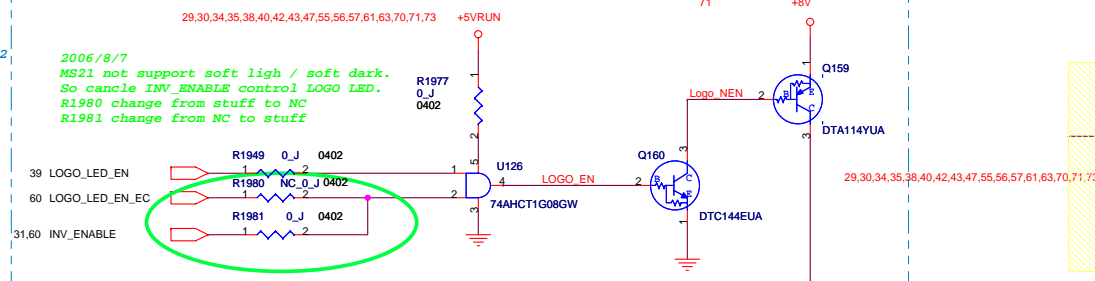 71
+8V
29,30,34,35,38,40,42,43,47,55,56,57,61,63,70,71,73 +5VRUN
2
2006/8/7
MS21 not support soft ligh / soft dark.
So cancle INV_ENABLE control LOGO LED.
R1980 change from stuff to NC
R1981 change from NC to stuff
1
R1977
0_J
0402
2
1
Q159
Logo_NEN 2
B
E
C
DTA114YUA
3
R1949 0_J 0402
39 LOGO_LED_EN 1 2 1
5
U126
R1980 NC_0_J 0402
60 LOGO_LED_EN_EC 1 2 2
4 LOGO_EN 2
3
74AHCT1G08GW
Q160
3
B
C
E
DTC144EUA
1
29,30,34,35,38,40,42,43,47,55,56,57,61,63,70,71,73
R1981 0_J 0402
31,60 INV_ENABLE 1 2